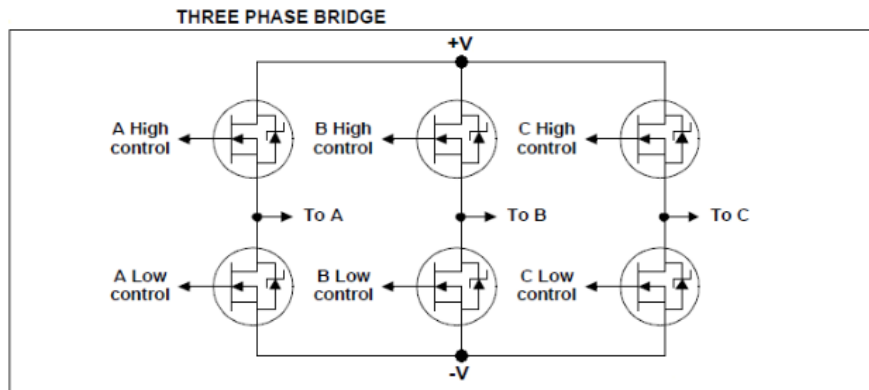 THREE PHASE BRIDGE
+V
A High
control
B High
control
C High
control
To A
To B
To C
A Low
control
B Low
control
C Low
control
-V